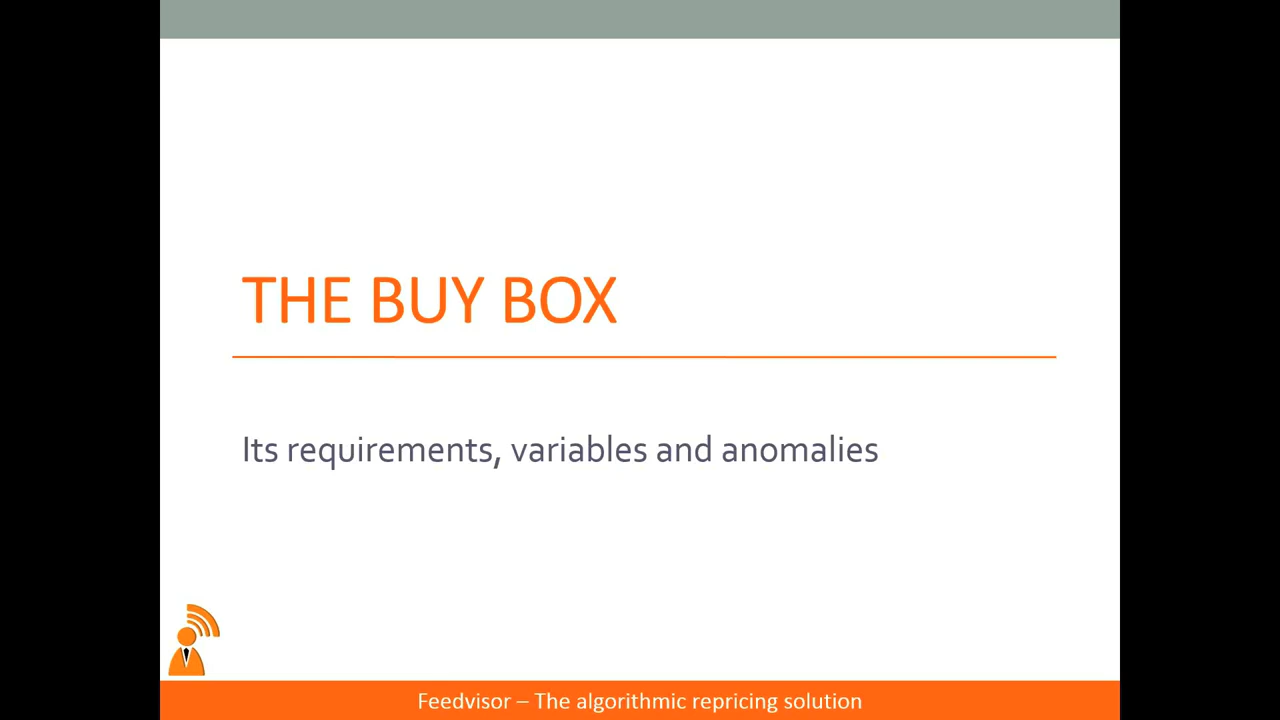 THE BUY BOX
Its requirements, variables and anomalies
Feedvisor – The algorithmic repricing solution